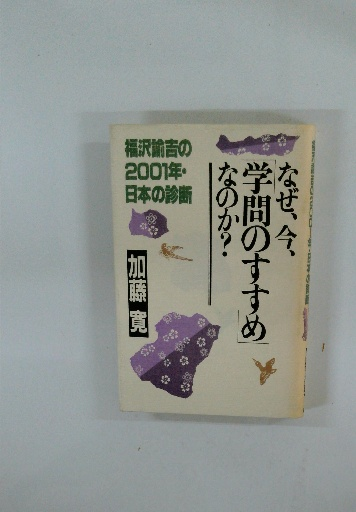 なぜ、今、
「学問のすすめ」
なのか?
福沢諭吉の
2001年・
日本の診断
加藤 寛